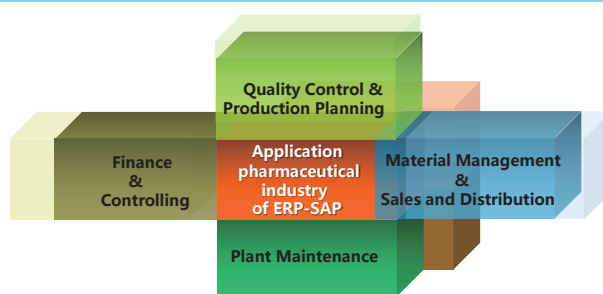 Quality Control &
Production Planning
Finance
&
Controlling
Application
pharmaceutical
industry
of ERP-SAP
Material Management
&
Sales and Distribution
Plant Maintenance